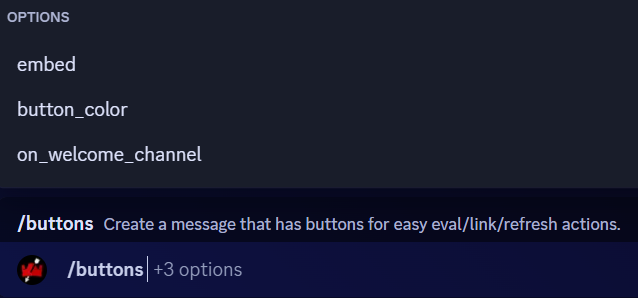 OPTIONS
embed
button_color
on_welcome_channel
/buttons Create a message that has buttons for easy eval/link/refresh actions.
/buttons +3 options